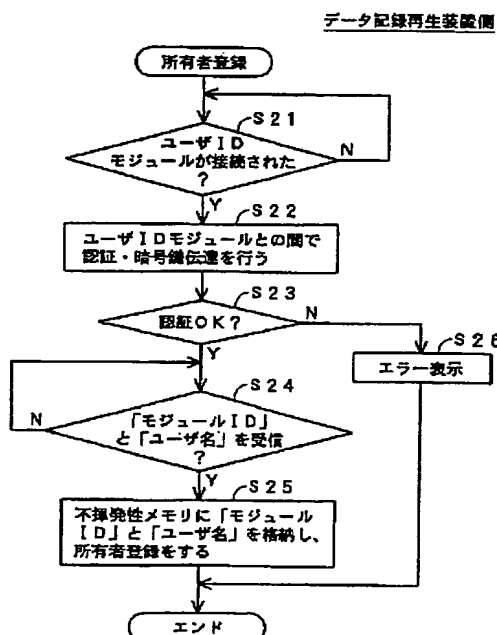 データ記録再生装置側
所有者登録
S21
ユーザID
モジュールが接続された
?
N
Y
S22
ユーザIDモジュールとの間で
認証・暗号鍵伝達を行う
S23
認証OK?
N
Y
S26
エラー表示
S24
「モジュールID」
と「ユーザ名」を受信
?
N
Y
S25
不揮発性メモリに「モジュール
ID」と「ユーザ名」を格納し、
所有者登録をする
エンド